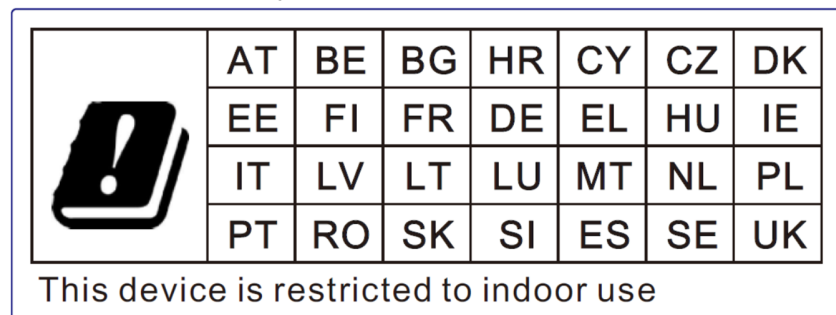 AT BE BG HR CY CZ DK
EE FI FR DE EL HU IE
IT LV LT LU MT NL PL
PT RO SK SI ES SE UK
This device is restricted to indoor use